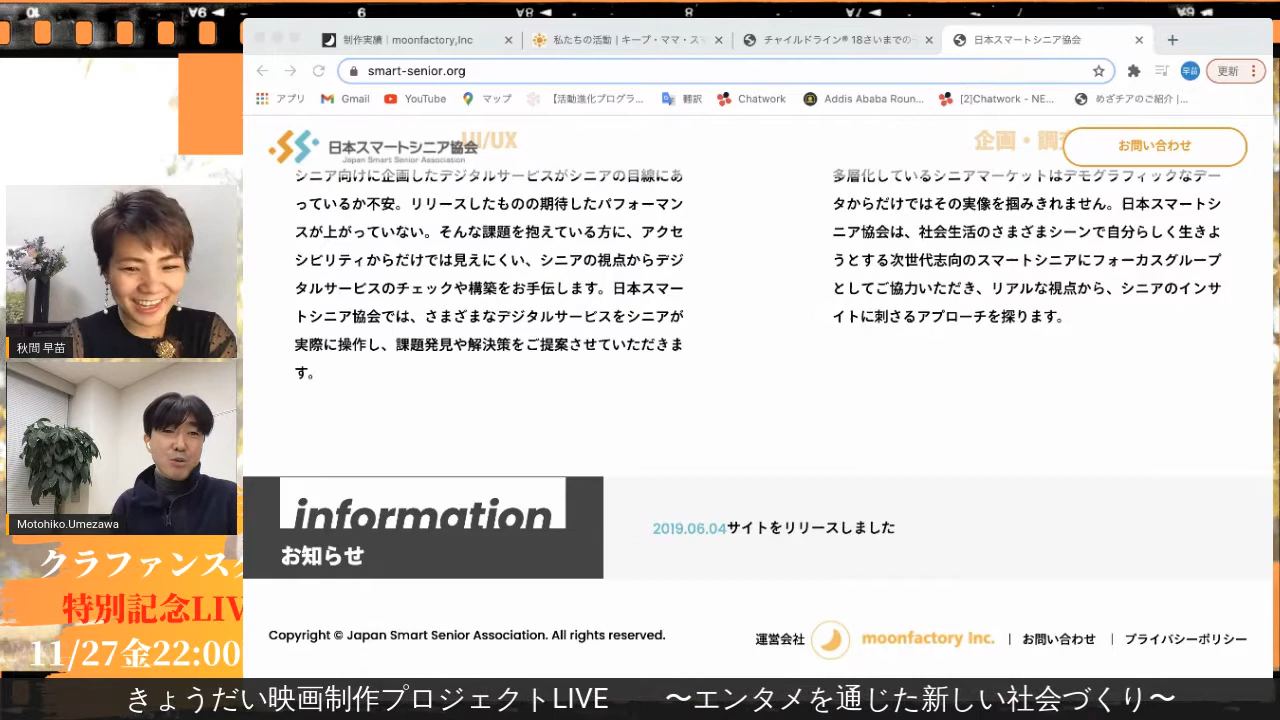 制作実績 | moonfactory,Inc
私たちの活動 | キープ・ママ・ス
チャイルドライン® 18さいまでの
日本スマートシニア協会
smart-senior.org
早苗
更新
アプリ
Gmail
YouTube
マップ
【活動進化プログラ...
翻訳
Chatwork
Addis Ababa Roun...
[2]Chatwork - NE...
めざチアのご紹介 |...
日本スマートシニア協会
Japan Smart Senior Association
UI/UX
企画・調査
お問い合わせ
シニア向けに企画したデジタルサービスがシニアの目線にあ
っているか不安。リリースしたものの期待したパフォーマン
スが上がっていない。そんな課題を抱えている方に、アクセ
シビリティからだけでは見えにくい、シニアの視点からデジ
タルサービスのチェックや構築をお手伝します。日本スマー
トシニア協会では、さまざまなデジタルサービスをシニアが
実際に操作し、課題発見や解決策をご提案させていただきま
す。
多層化しているシニアマーケットはデモグラフィックなデー
タからだけではその実像を掴みきれません。日本スマートシ
ニア協会は、社会生活のさまざまシーンで自分らしく生きよ
うとする次世代志向のスマートシニアにフォーカスグループ
としてご協力いただき、リアルな視点から、シニアのインサ
イトに刺さるアプローチを探ります。
秋間 早苗
Motohiko.Umezawa
information
お知らせ
2019.06.04サイトをリリースしました
クラファンスタ
特別記念LIV
11/27金22:00
Copyright © Japan Smart Senior Association. All rights reserved.
運営会社 moonfactory Inc. | お問い合わせ | プライバシーポリシー
きょうだい映画制作プロジェクトLIVE 〜エンタメを通じた新しい社会づくり〜